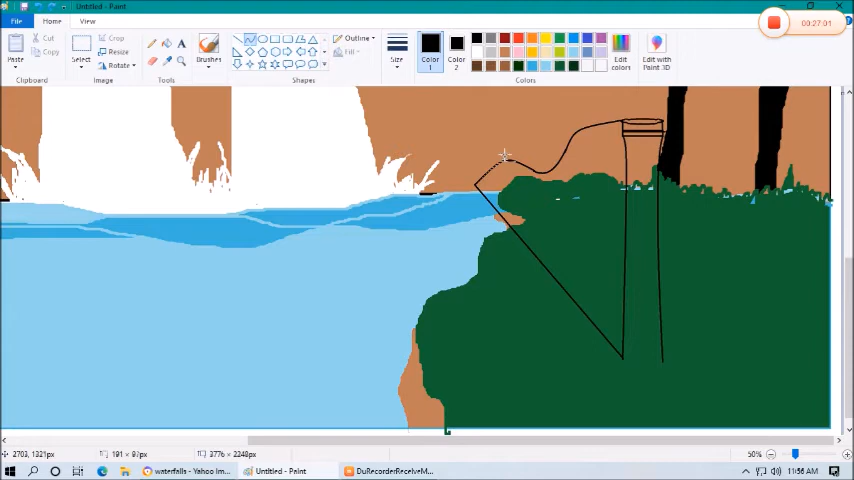 Untitled - Paint
File Home View
00:27:01
Paste
Cut
Copy
Clipboard
Select
Crop
Resize
Rotate
Image
A
Tools
Brushes
Outline
Fill
Shapes
Size
Color
1
Color
2
Edit
colors
Colors
Edit with
Paint 3D
2703, 1321px
191 × 93px
3776 × 2248px
50%
waterfalls - Yahoo Im...
Untitled - Paint
DuRecorderReceiveM...
11:56 AM